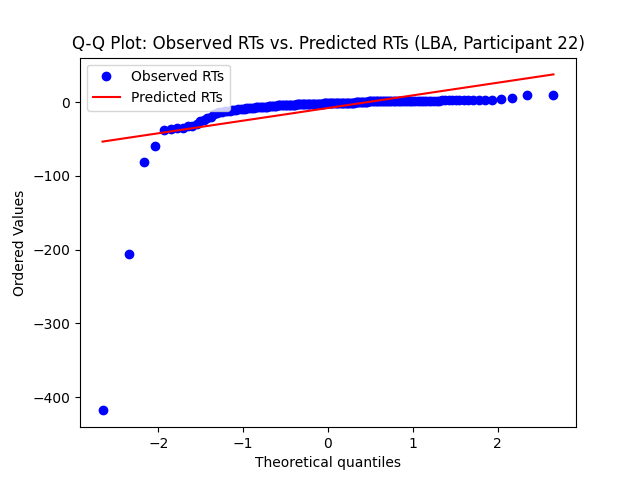 Q-Q Plot: Observed RTs vs. Predicted RTs (LBA, Participant 22)
Observed RTs
Predicted RTs
0
−100
−200
−300
−400
Ordered Values
−2
−1
0
1
2
Theoretical quantiles